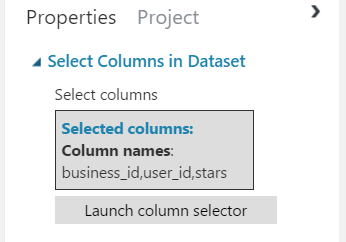 Properties Project
Select Columns in Dataset
Select columns
Selected columns:
Column names:
business_id,user_id,stars
Launch column selector